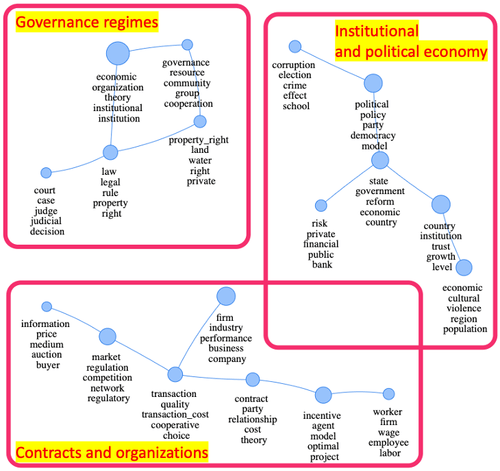 Governance regimes
economic
organization
theory
institutional
institution
governance
resource
community
group
cooperation
property_right
land
water
right
private
law
legal
rule
property
right
court
case
judge
judicial
decision
Institutional
and political economy
corruption
election
crime
effect
school
political
policy
party
democracy
model
state
government
reform
economic
country
risk
private
financial
public
bank
country
institution
trust
growth
level
economic
cultural
violence
region
population
information
price
medium
auction
buyer
market
regulation
competition
network
regulatory
firm
industry
performance
business
company
transaction
quality
transaction_cost
cooperative
choice
contract
party
relationship
cost
theory
incentive
agent
model
optimal
project
worker
firm
wage
employee
labor
Contracts and organizations